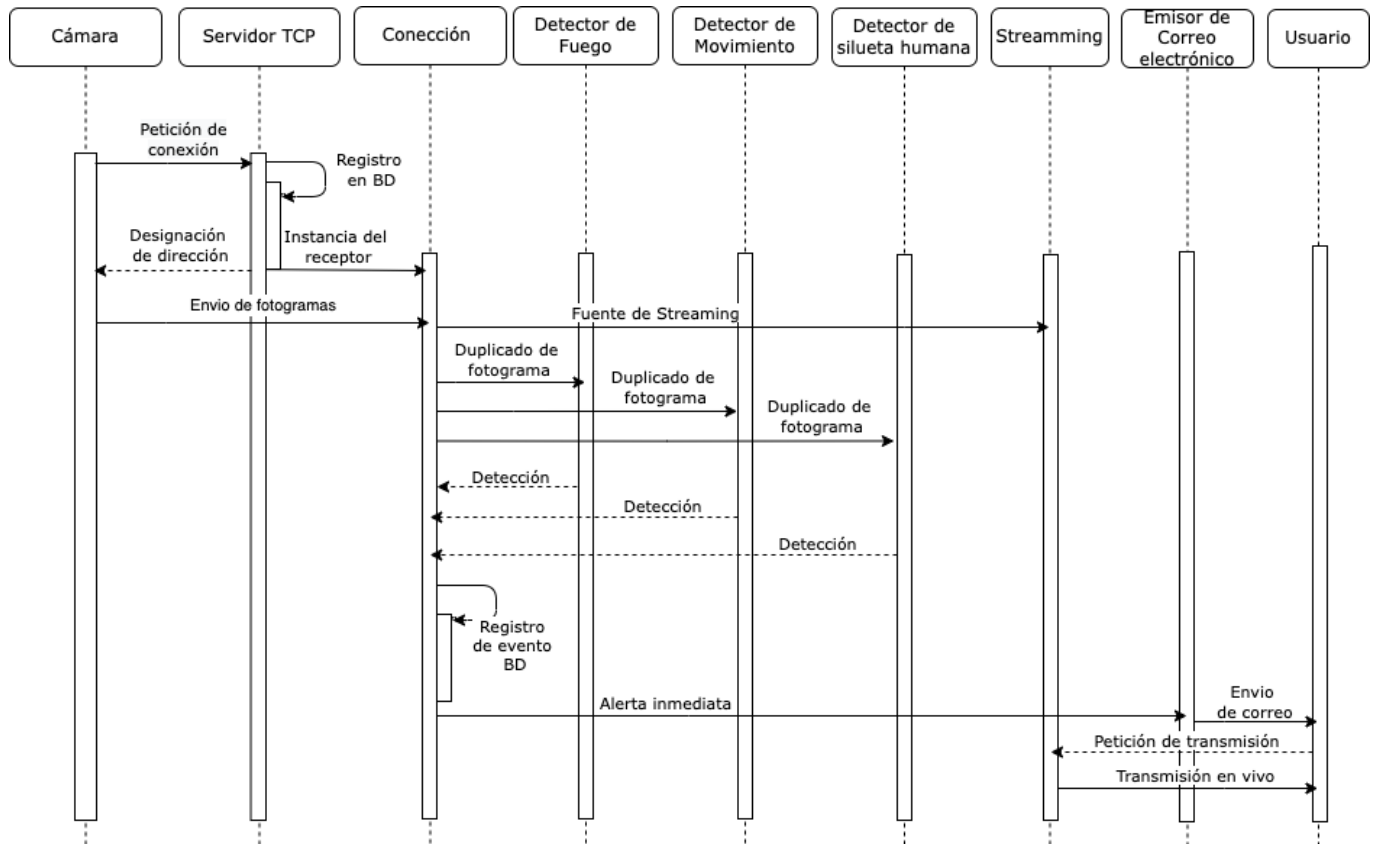 Cámara
Servidor TCP
Conección
Detector de
Fuego
Detector de
Movimiento
Detector de
silueta humana
Streamming
Emisor de
Correo
electrónico
Usuario
Petición de
conexión
Registro
en BD
Designación
de dirección
Instancia del
receptor
Envio de fotogramas
Fuente de Streaming
Duplicado de
fotograma
Duplicado de
fotograma
Duplicado de
fotograma
Detección
Detección
Detección
Registro
de evento
BD
Alerta inmediata
Envio
de correo
Petición de transmisión
Transmisión en vivo